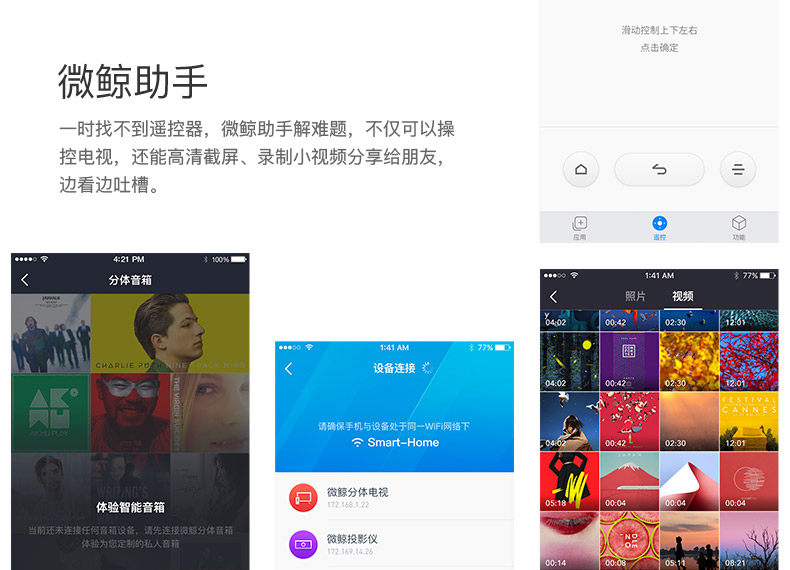 微鲸助手
一时找不到遥控器，微鲸助手解难题，不仅可以操
控电视，还能高清截屏、录制小视频分享给朋友，
边看边吐槽。
滑动控制上下左右
点击确定
应用
遥控
功能
4:21 PM
100%
分体音箱
CHARLIE PUTH NINE TRACK MIND
AKMU PLAY
体验智能音箱
当前还未连接任何音箱设备，请先连接微鲸分体音箱
体验为您定制的私人音箱
1:41 AM
77%
设备连接
请确保手机与设备处于同一WiFi网络下
Smart-Home
微鲸分体电视
172.168.1.22
微鲸投影仪
172.169.14.26
1:41 AM
77%
照片
视频
04:02
00:42
02:30
12:01
04:02
00:42
02:30
12:01
FESTIVAL
CANNES
04:02
00:42
02:30
12:01
JAPAN
05:18
00:04
00:04
00:04
00:14
00:08
05:11
08:21